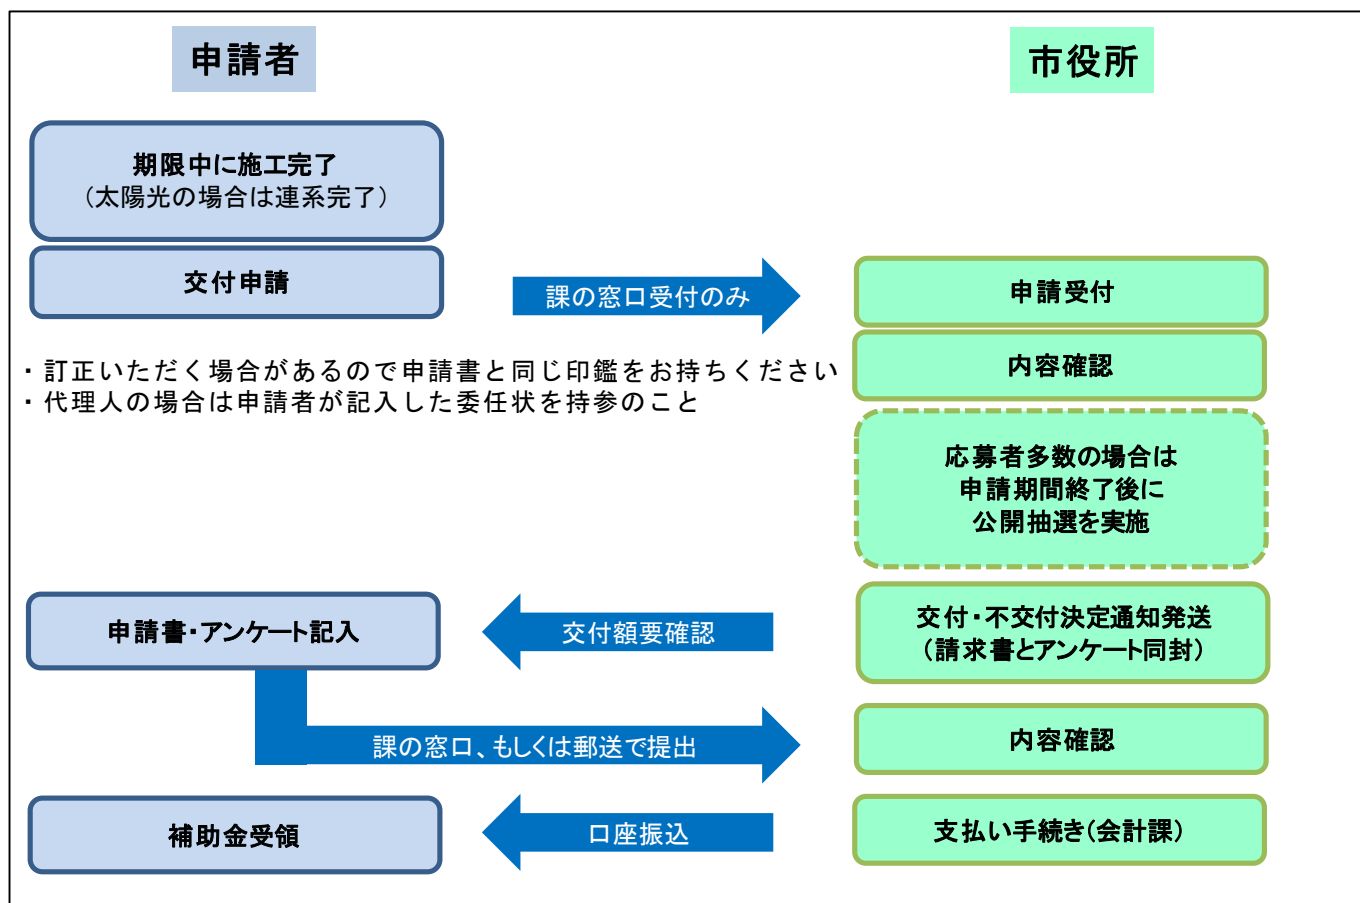 申請者
市役所
期限中に施工完了
（太陽光の場合は連系完了）
交付申請
課の窓口受付のみ
申請受付
内容確認
・訂正いただく場合があるので申請書と同じ印鑑をお持ちください
・代理人の場合は申請者が記入した委任状を持参のこと
応募者多数の場合は
申請期間終了後に
公開抽選を実施
交付・不交付決定通知発送
（請求書とアンケート同封）
交付額要確認
申請書・アンケート記入
課の窓口、もしくは郵送で提出
内容確認
支払い手続き（会計課）
口座振込
補助金受領